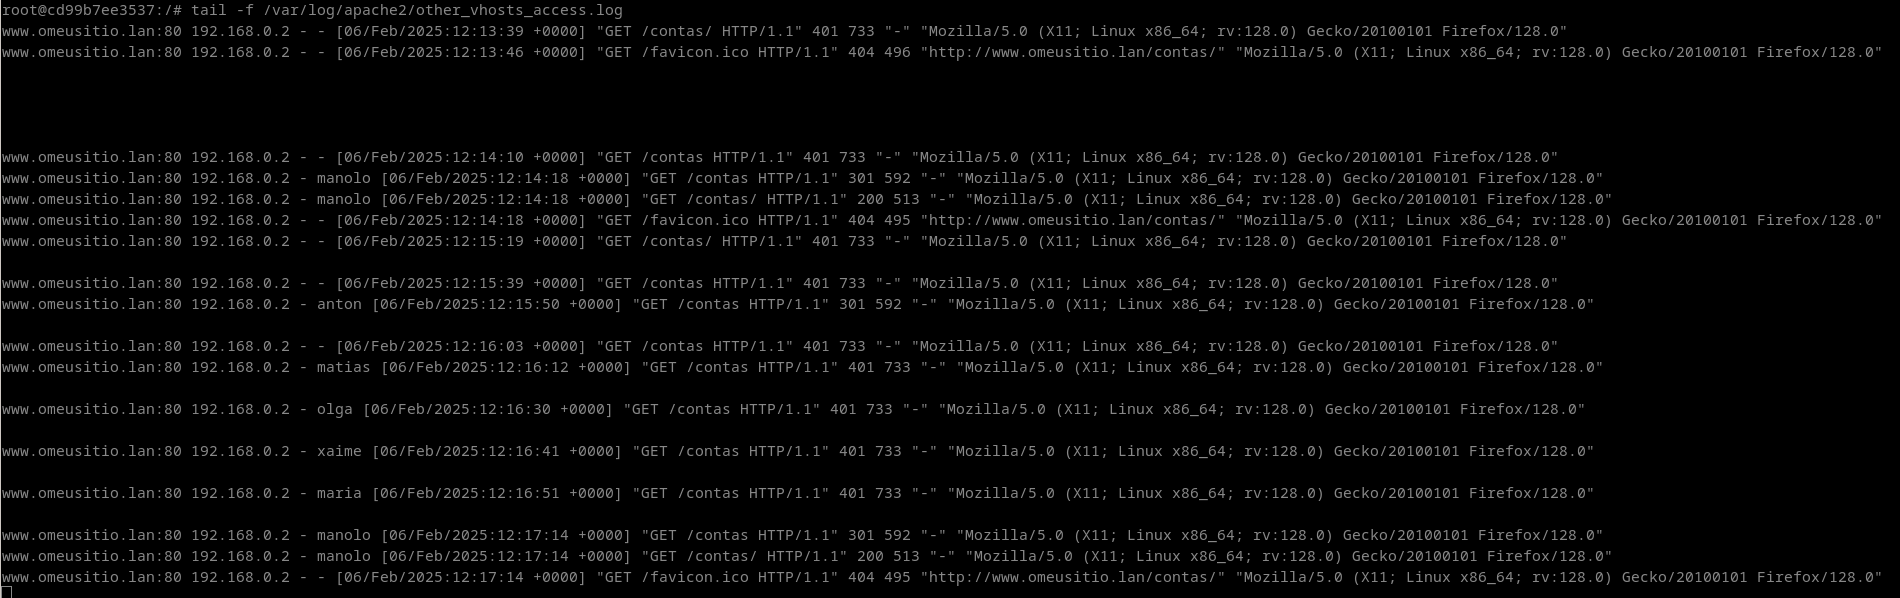 root@cd99b7ee3537:/# tail -f /var/log/apache2/other_vhosts_access.log
www.omeusitio.lan:80 192.168.0.2 - - [06/Feb/2025:12:13:39 +0000] "GET /contas/ HTTP/1.1" 401 733 "-" "Mozilla/5.0 (X11; Linux x86_64; rv:128.0) Gecko/20100101 Firefox/128.0"
www.omeusitio.lan:80 192.168.0.2 - - [06/Feb/2025:12:13:46 +0000] "GET /favicon.ico HTTP/1.1" 404 496 "http://www.omeusitio.lan/contas/" "Mozilla/5.0 (X11; Linux x86_64; rv:128.0) Gecko/20100101 Firefox/128.0"
www.omeusitio.lan:80 192.168.0.2 - - [06/Feb/2025:12:14:10 +0000] "GET /contas HTTP/1.1" 401 733 "-" "Mozilla/5.0 (X11; Linux x86_64; rv:128.0) Gecko/20100101 Firefox/128.0"
www.omeusitio.lan:80 192.168.0.2 - manolo [06/Feb/2025:12:14:18 +0000] "GET /contas HTTP/1.1" 301 592 "-" "Mozilla/5.0 (X11; Linux x86_64; rv:128.0) Gecko/20100101 Firefox/128.0"
www.omeusitio.lan:80 192.168.0.2 - manolo [06/Feb/2025:12:14:18 +0000] "GET /contas/ HTTP/1.1" 200 513 "-" "Mozilla/5.0 (X11; Linux x86_64; rv:128.0) Gecko/20100101 Firefox/128.0"
www.omeusitio.lan:80 192.168.0.2 - - [06/Feb/2025:12:14:18 +0000] "GET /favicon.ico HTTP/1.1" 404 495 "http://www.omeusitio.lan/contas/" "Mozilla/5.0 (X11; Linux x86_64; rv:128.0) Gecko/20100101 Firefox/128.0"
www.omeusitio.lan:80 192.168.0.2 - - [06/Feb/2025:12:15:19 +0000] "GET /contas/ HTTP/1.1" 401 733 "-" "Mozilla/5.0 (X11; Linux x86_64; rv:128.0) Gecko/20100101 Firefox/128.0"
www.omeusitio.lan:80 192.168.0.2 - - [06/Feb/2025:12:15:39 +0000] "GET /contas HTTP/1.1" 401 733 "-" "Mozilla/5.0 (X11; Linux x86_64; rv:128.0) Gecko/20100101 Firefox/128.0"
www.omeusitio.lan:80 192.168.0.2 - anton [06/Feb/2025:12:15:50 +0000] "GET /contas HTTP/1.1" 301 592 "-" "Mozilla/5.0 (X11; Linux x86_64; rv:128.0) Gecko/20100101 Firefox/128.0"
www.omeusitio.lan:80 192.168.0.2 - - [06/Feb/2025:12:16:03 +0000] "GET /contas HTTP/1.1" 401 733 "-" "Mozilla/5.0 (X11; Linux x86_64; rv:128.0) Gecko/20100101 Firefox/128.0"
www.omeusitio.lan:80 192.168.0.2 - matias [06/Feb/2025:12:16:12 +0000] "GET /contas HTTP/1.1" 401 733 "-" "Mozilla/5.0 (X11; Linux x86_64; rv:128.0) Gecko/20100101 Firefox/128.0"
www.omeusitio.lan:80 192.168.0.2 - olga [06/Feb/2025:12:16:30 +0000] "GET /contas HTTP/1.1" 401 733 "-" "Mozilla/5.0 (X11; Linux x86_64; rv:128.0) Gecko/20100101 Firefox/128.0"
www.omeusitio.lan:80 192.168.0.2 - xaime [06/Feb/2025:12:16:41 +0000] "GET /contas HTTP/1.1" 401 733 "-" "Mozilla/5.0 (X11; Linux x86_64; rv:128.0) Gecko/20100101 Firefox/128.0"
www.omeusitio.lan:80 192.168.0.2 - maria [06/Feb/2025:12:16:51 +0000] "GET /contas HTTP/1.1" 401 733 "-" "Mozilla/5.0 (X11; Linux x86_64; rv:128.0) Gecko/20100101 Firefox/128.0"
www.omeusitio.lan:80 192.168.0.2 - manolo [06/Feb/2025:12:17:14 +0000] "GET /contas HTTP/1.1" 301 592 "-" "Mozilla/5.0 (X11; Linux x86_64; rv:128.0) Gecko/20100101 Firefox/128.0"
www.omeusitio.lan:80 192.168.0.2 - manolo [06/Feb/2025:12:17:14 +0000] "GET /contas/ HTTP/1.1" 200 513 "-" "Mozilla/5.0 (X11; Linux x86_64; rv:128.0) Gecko/20100101 Firefox/128.0"
www.omeusitio.lan:80 192.168.0.2 - - [06/Feb/2025:12:17:14 +0000] "GET /favicon.ico HTTP/1.1" 404 495 "http://www.omeusitio.lan/contas/" "Mozilla/5.0 (X11; Linux x86_64; rv:128.0) Gecko/20100101 Firefox/128.0"